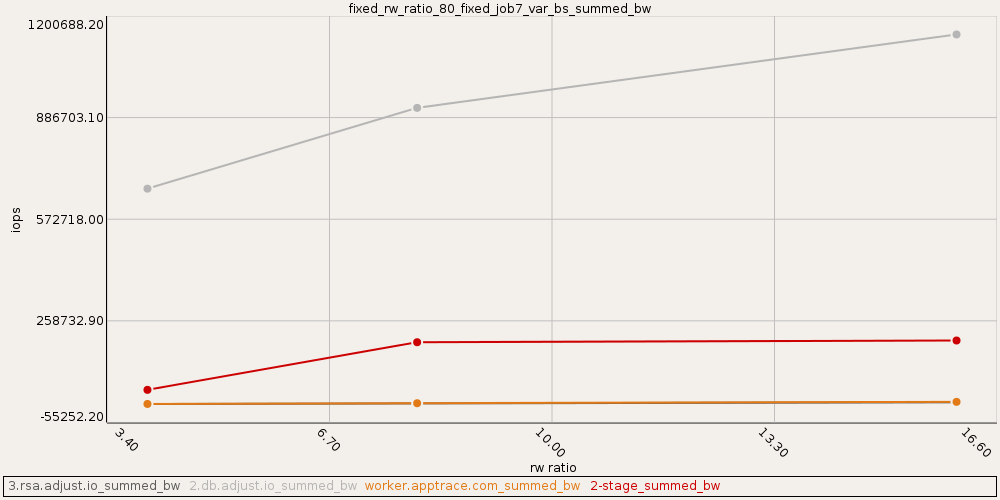 fixed_rw_ratio_80_fixed_job7_var_bs_summed_bw
1200688.20
886703.10
iops
572718.00
258732.90
-55252.20
3.40 6.70 10.00 13.30 16.60
rw ratio
3.rsa.adjust.io_summed_bw 2.db.adjust.io_summed_bw worker.apptrace.com_summed_bw 2-stage_summed_bw